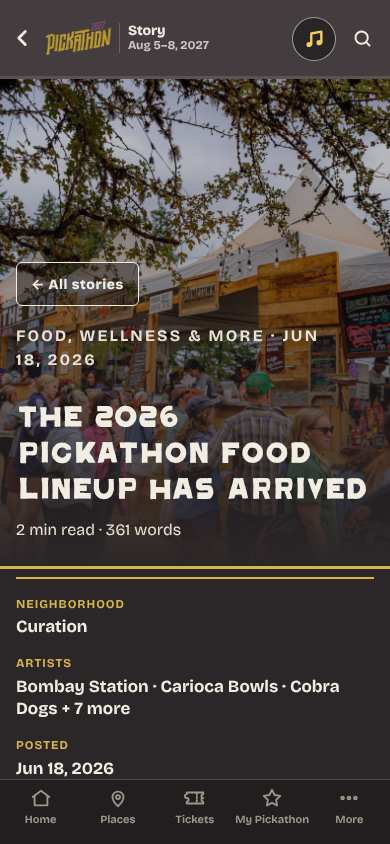 PICKATHON
Story
Aug 5–8, 2027
← All stories
FOOD, WELLNESS & MORE · JUN
18, 2026
THE 2026
PICKATHON FOOD
LINEUP HAS ARRIVED
2 min read · 361 words
NEIGHBORHOOD
Curation
ARTISTS
Bombay Station · Carioca Bowls · Cobra
Dogs + 7 more
POSTED
Jun 18, 2026
Home
Places
Tickets
My Pickathon
More